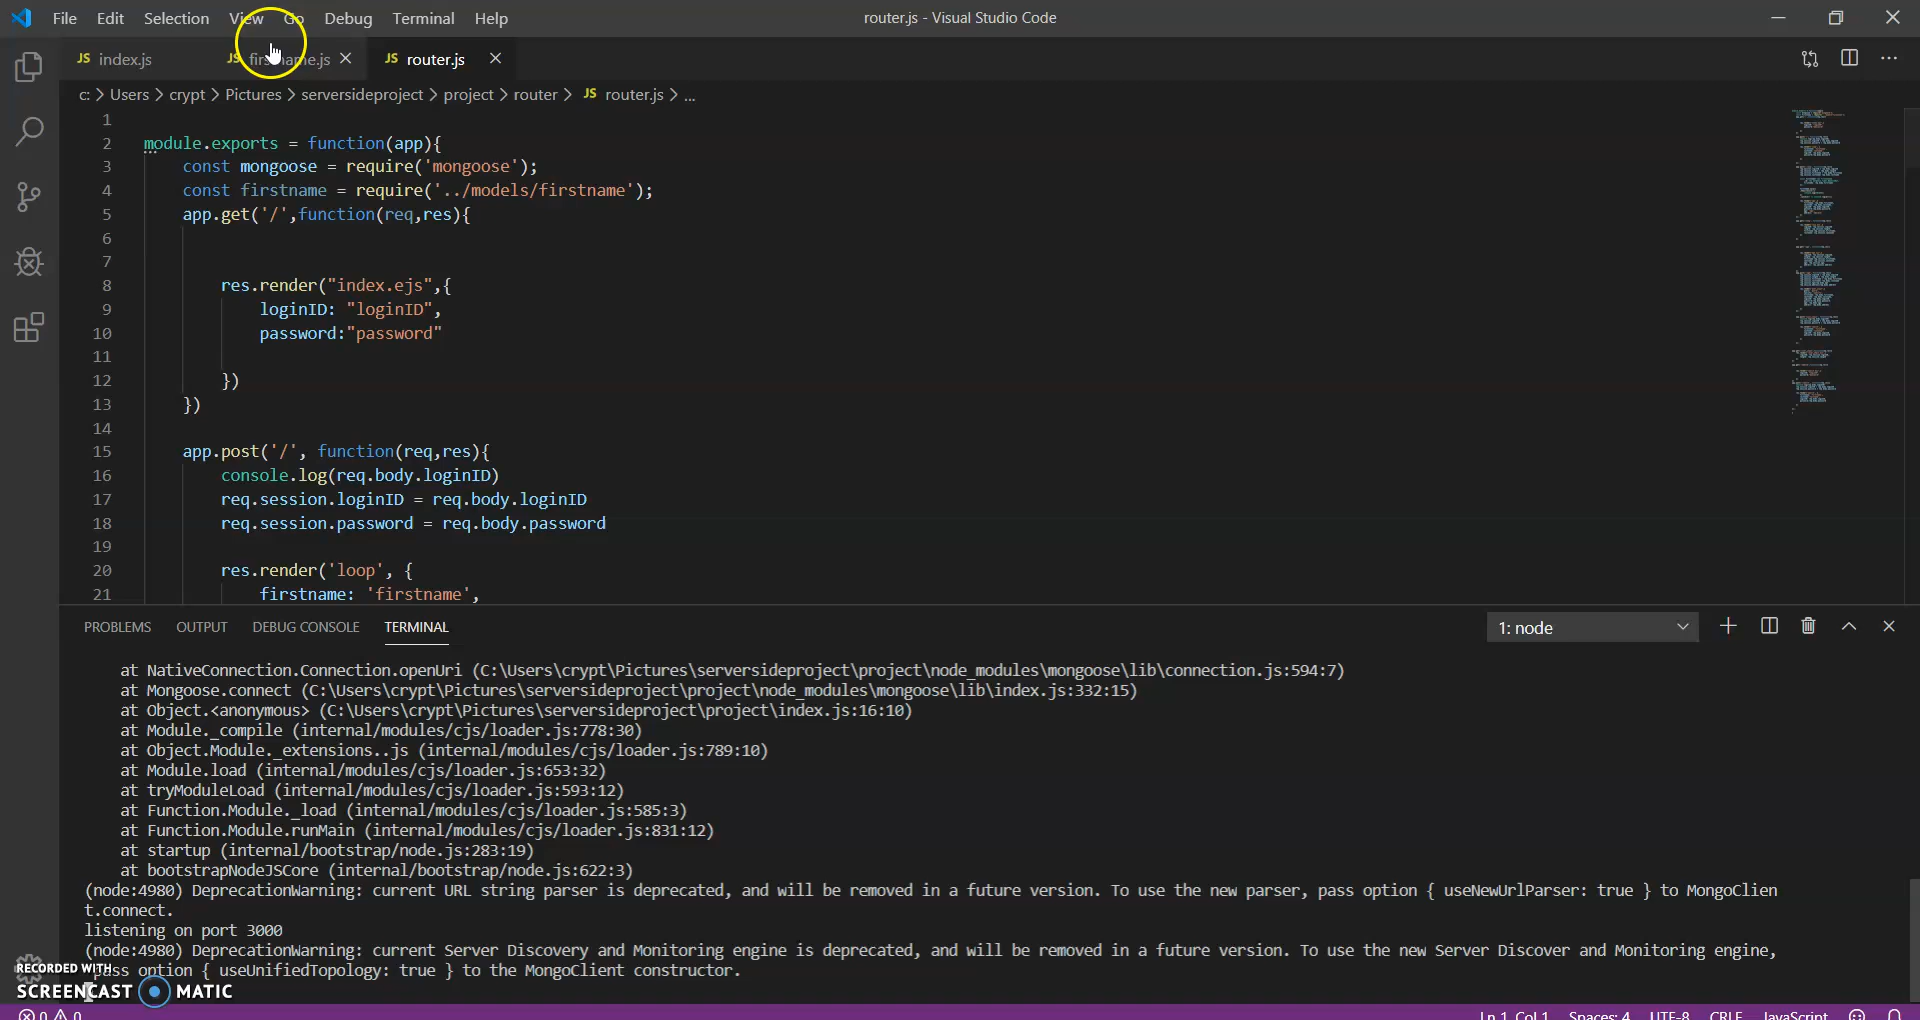 File Edit Selection View Go Debug Terminal Help
router.js - Visual Studio Code
JS index.js
JS firstname.js
JS router.js
c: > Users > crypt > Pictures > serversideproject > project > router > JS router.js > ...
1
2 module.exports = function(app){
3 const mongoose = require('mongoose');
4 const firstname = require('../models/firstname');
5 app.get('/',function(req,res){
6
7
8 res.render("index.ejs",{
9 loginID: "loginID",
10 password:"password"
11
12 })
13 })
14
15 app.post('/', function(req,res){
16 console.log(req.body.loginID)
17 req.session.loginID = req.body.loginID
18 req.session.password = req.body.password
19
20 res.render('loop', {
21 firstname: 'firstname',
PROBLEMS OUTPUT DEBUG CONSOLE TERMINAL
1: node
at NativeConnection.Connection.openUri (C:\Users\crypt\Pictures\serversideproject\project\node_modules\mongoose\lib\connection.js:594:7)
at Mongoose.connect (C:\Users\crypt\Pictures\serversideproject\project\node_modules\mongoose\lib\index.js:332:15)
at Object.<anonymous> (C:\Users\crypt\Pictures\serversideproject\project\index.js:16:10)
at Module._compile (internal/modules/cjs/loader.js:778:30)
at Object.Module._extensions..js (internal/modules/cjs/loader.js:789:10)
at Module.load (internal/modules/cjs/loader.js:653:32)
at tryModuleLoad (internal/modules/cjs/loader.js:593:12)
at Function.Module._load (internal/modules/cjs/loader.js:585:3)
at Function.Module.runMain (internal/modules/cjs/loader.js:831:12)
at startup (internal/bootstrap/node.js:283:19)
at bootstrapNodeJSCore (internal/bootstrap/node.js:622:3)
(node:4980) DeprecationWarning: current URL string parser is deprecated, and will be removed in a future version. To use the new parser, pass option { useNewUrlParser: true } to MongoClien
t.connect.
listening on port 3000
(node:4980) DeprecationWarning: current Server Discovery and Monitoring engine is deprecated, and will be removed in a future version. To use the new Server Discover and Monitoring engine,
pass option { useUnifiedTopology: true } to the MongoClient constructor.
RECORDED WITH
SCREENCAST MATIC
0 0
Ln 1, Col 1 Spaces: 4 UTF-8 CRLF JavaScript